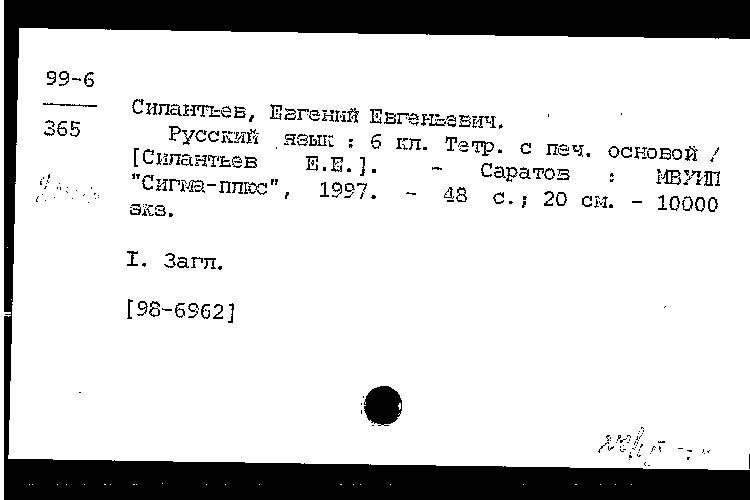 99-6
365
Силантьев, Евгений Евгеньевич.
Русский язык : 6 кл. Тетр. с печ. основой /
[Силантьев Е.Е.]. - Саратов : МВУИП
"Сигма-плюс", 1997. - 48 с.; 20 см. - 10000
экз.
I. Загл.
[98-6962]